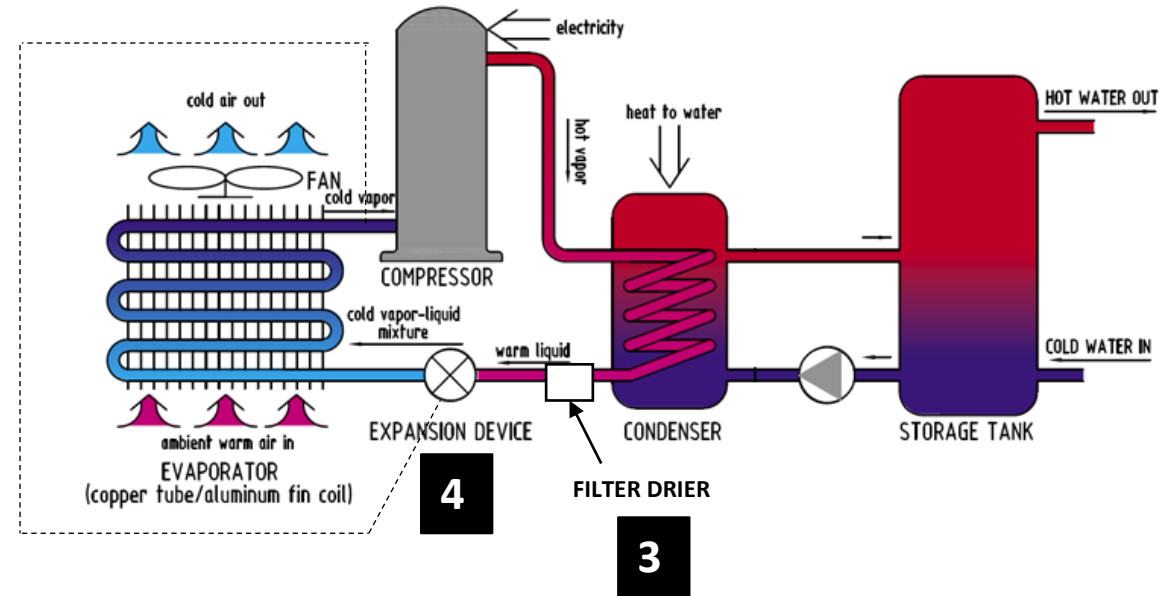 electricity
cold air out
heat to water
HOT WATER OUT
hot vapor
FAN
cold vapor
COMPRESSOR
cold vapor-liquid
mixture
warm liquid
COLD WATER IN
ambient warm air in
EXPANSION DEVICE
CONDENSER
STORAGE TANK
EVAPORATOR
(copper tube/aluminum fin coil)
4
FILTER DRIER
3